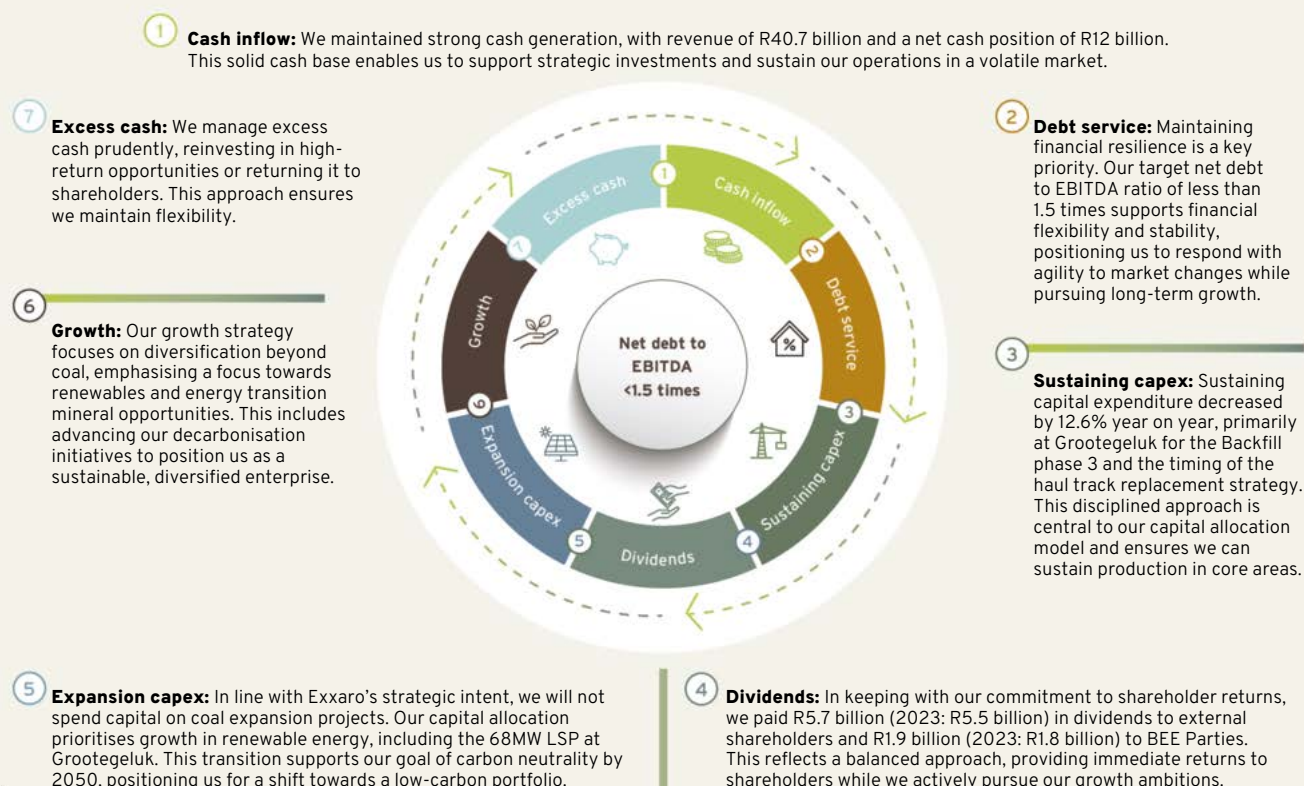 1
Cash inflow: We maintained strong cash generation, with revenue of R40.7 billion and a net cash position of R12 billion.
This solid cash base enables us to support strategic investments and sustain our operations in a volatile market.
7
Excess cash: We manage excess
cash prudently, reinvesting in high-
return opportunities or returning it to
shareholders. This approach ensures
we maintain flexibility.
6
Growth: Our growth strategy
focuses on diversification beyond
coal, emphasising a focus towards
renewables and energy transition
mineral opportunities. This includes
advancing our decarbonisation
initiatives to position us as a
sustainable, diversified enterprise.
1
Cash inflow
2
Debt service
%
3
Sustaining capex
4
Dividends
5
Expansion capex
6
Growth
7
Excess cash
Net debt to
EBITDA
<1.5 times
2
Debt service: Maintaining
financial resilience is a key
priority. Our target net debt
to EBITDA ratio of less than
1.5 times supports financial
flexibility and stability,
positioning us to respond with
agility to market changes while
pursuing long-term growth.
3
Sustaining capex: Sustaining
capital expenditure decreased
by 12.6% year on year, primarily
at Grootegeluk for the Backfill
phase 3 and the timing of the
haul track replacement strategy.
This disciplined approach is
central to our capital allocation
model and ensures we can
sustain production in core areas.
5
Expansion capex: In line with Exxaro's strategic intent, we will not
spend capital on coal expansion projects. Our capital allocation
prioritises growth in renewable energy, including the 68MW LSP at
Grootegeluk. This transition supports our goal of carbon neutrality by
2050, positioning us for a shift towards a low-carbon portfolio.
4
Dividends: In keeping with our commitment to shareholder returns,
we paid R5.7 billion (2023: R5.5 billion) in dividends to external
shareholders and R1.9 billion (2023: R1.8 billion) to BEE Parties.
This reflects a balanced approach, providing immediate returns to
shareholders while we actively pursue our growth ambitions.